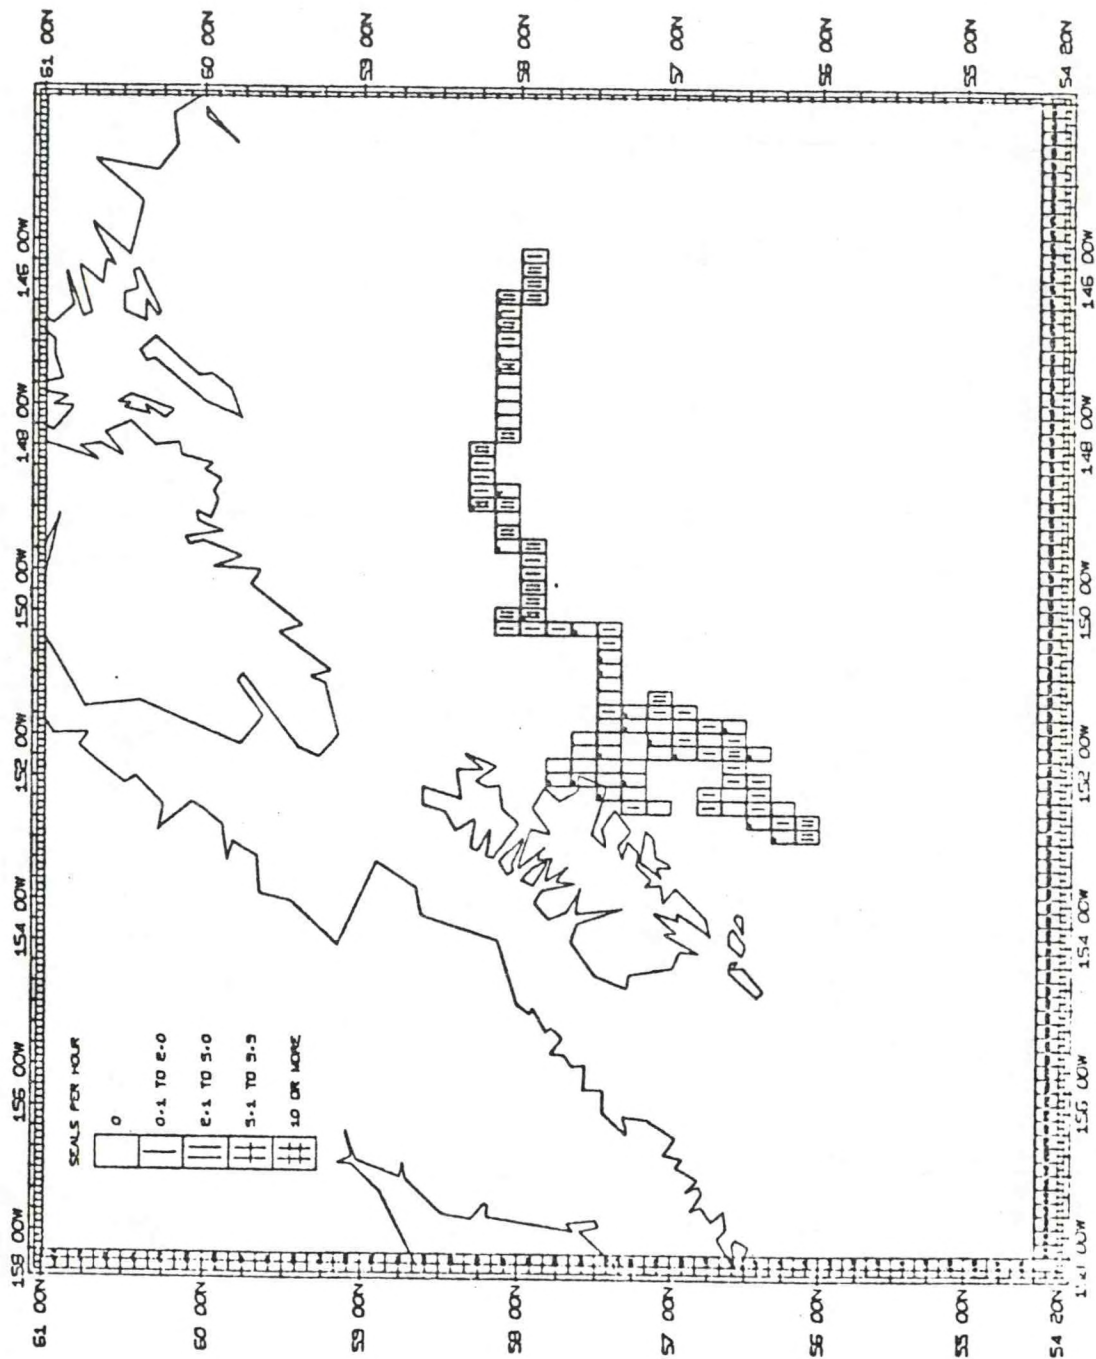 SEALS PER HOUR
0
0.1 TO 2.0
2.1 TO 5.0
5.1 TO 9.9
10 OR MORE
158 00W
156 00W
154 00W
152 00W
150 00W
148 00W
146 00W
61 00N
60 00N
59 00N
58 00N
57 00N
56 00N
55 00N
54 20N
61 00N
60 00N
59 00N
58 00N
57 00N
56 00N
55 00N
54 20N
00W
156 00W
154 00W
152 00W
150 00W
148 00W
146 00W